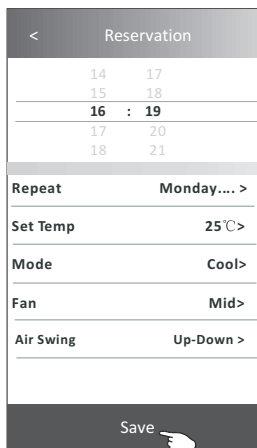 < Reservation
14 17
15 18
16 : 19
17 20
18 21
Repeat Monday.... >
Set Temp 25℃>
Mode Cool>
Fan Mid>
Air Swing Up-Down >
Save